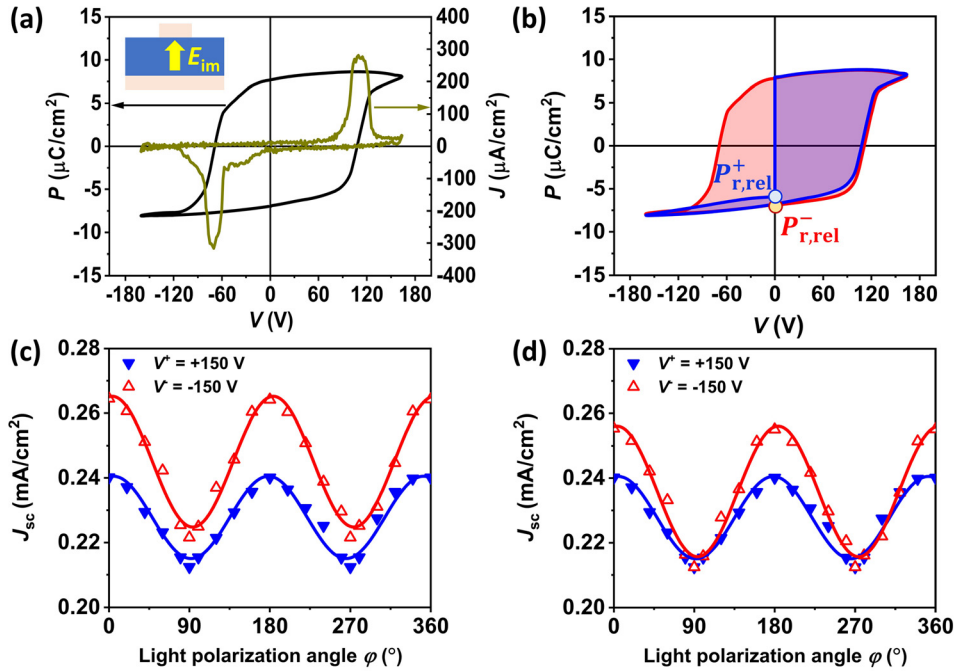 (a)
15
10
5
0
-5
-10
-15
P (μC/cm²)
E_im
400
300
200
100
0
-100
-200
-300
-400
J (μA/cm²)
-180 -120 -60 0 60 120 180
V (V)
(b)
15
10
5
0
-5
-10
-15
P (μC/cm²)
P⁺r,rel
P⁻r,rel
-180 -120 -60 0 60 120 180
V (V)
(c)
0.28
0.26
0.24
0.22
0.20
J_sc (mA/cm²)
V⁺ = +150 V
V⁻ = -150 V
0 90 180 270 360
Light polarization angle φ (°)
(d)
0.28
0.26
0.24
0.22
0.20
J_sc (mA/cm²)
V⁺ = +150 V
V⁻ = -150 V
0 90 180 270 360
Light polarization angle φ (°)